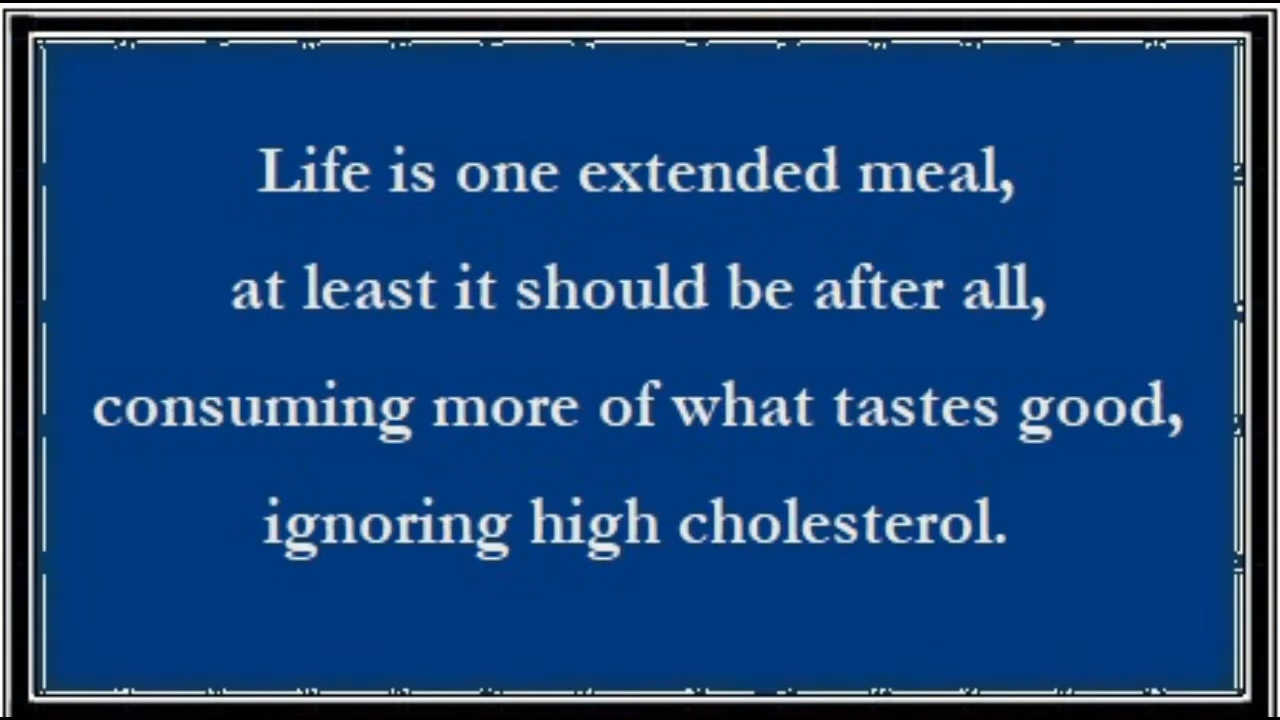 Life is one extended meal,
at least it should be after all,
consuming more of what tastes good,
ignoring high cholesterol.